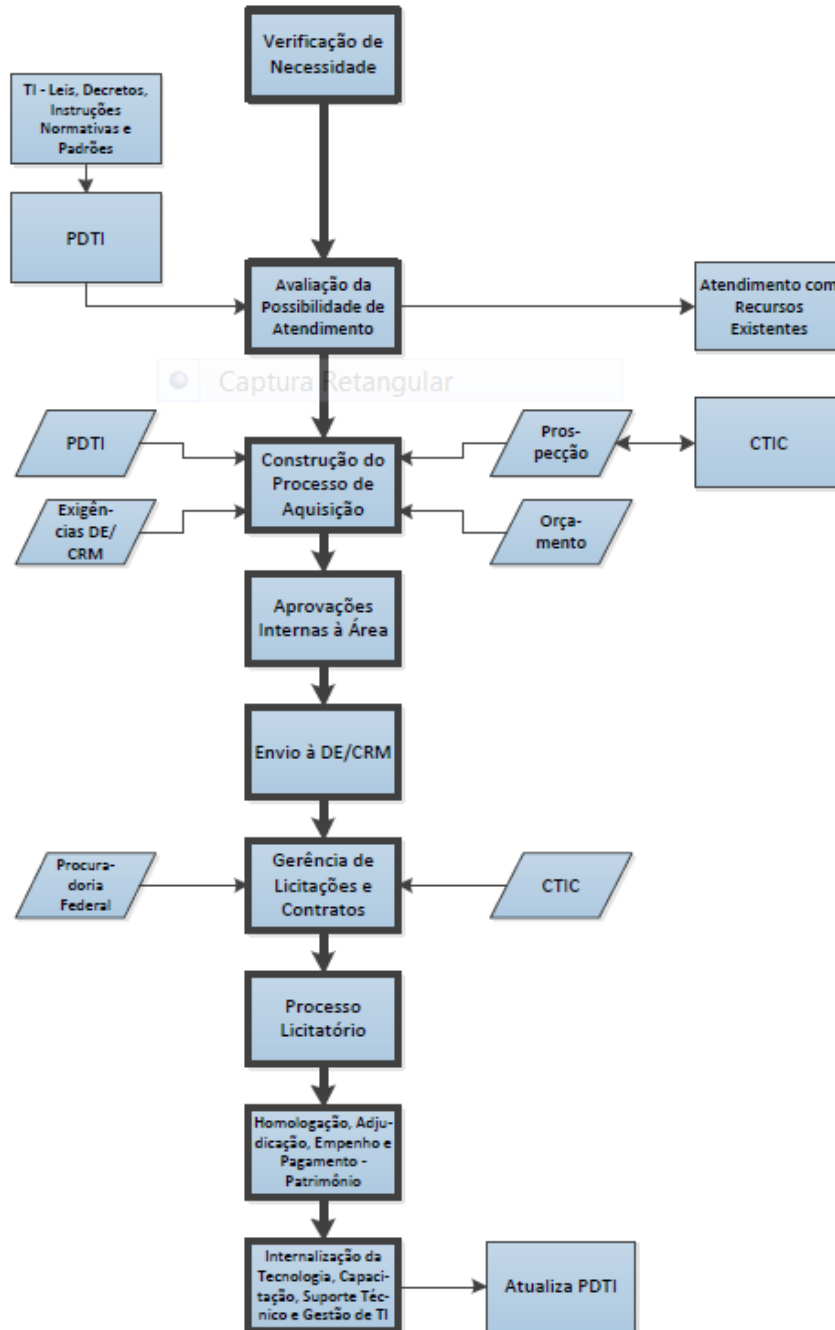 Verificação de
Necessidade
TI - Leis, Decretos,
Instruções
Normativas e
Padrões
PDTI
Avaliação da
Possibilidade de
Atendimento
Atendimento com
Recursos
Existentes
Captura Retangular
PDTI
Construção do
Processo de
Aquisição
Pros-
pecção
CTIC
Exigên-
cias DE/
CRM
Orça-
mento
Aprovações
Internas à Área
Envio à DE/CRM
Procura-
doria
Federal
Gerência de
Licitações e
Contratos
CTIC
Processo
Licitatório
Homologação, Adju-
dicação, Empenho e
Pagamento -
Patrimônio
Internalização da
Tecnologia, Capaci-
tação, Suporte Téc-
nico e Gestão de TI
Atualiza PDTI